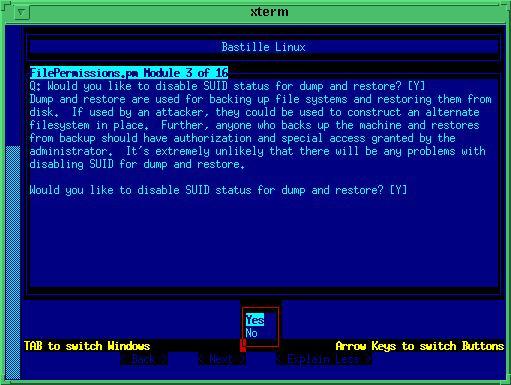 xterm
Bastille Linux
FilePermissions.pm Module 3 of 16
Q: Would you like to disable SUID status for dump and restore? [Y]
Dump and restore are used for backing up file systems and restoring them from
disk.  If used by an attacker, they could be used to construct an alternate
filesystem in place.  Further, anyone who backs up the machine and restores
from backup should have authorization and special access granted by the
administrator.  It's extremely unlikely that there will be any problems with
disabling SUID for dump and restore.
Would you like to disable SUID status for dump and restore? [Y]
Yes
No
TAB to switch Windows
Arrow Keys to switch Buttons
< Back >
< Next >
< Explain Less >